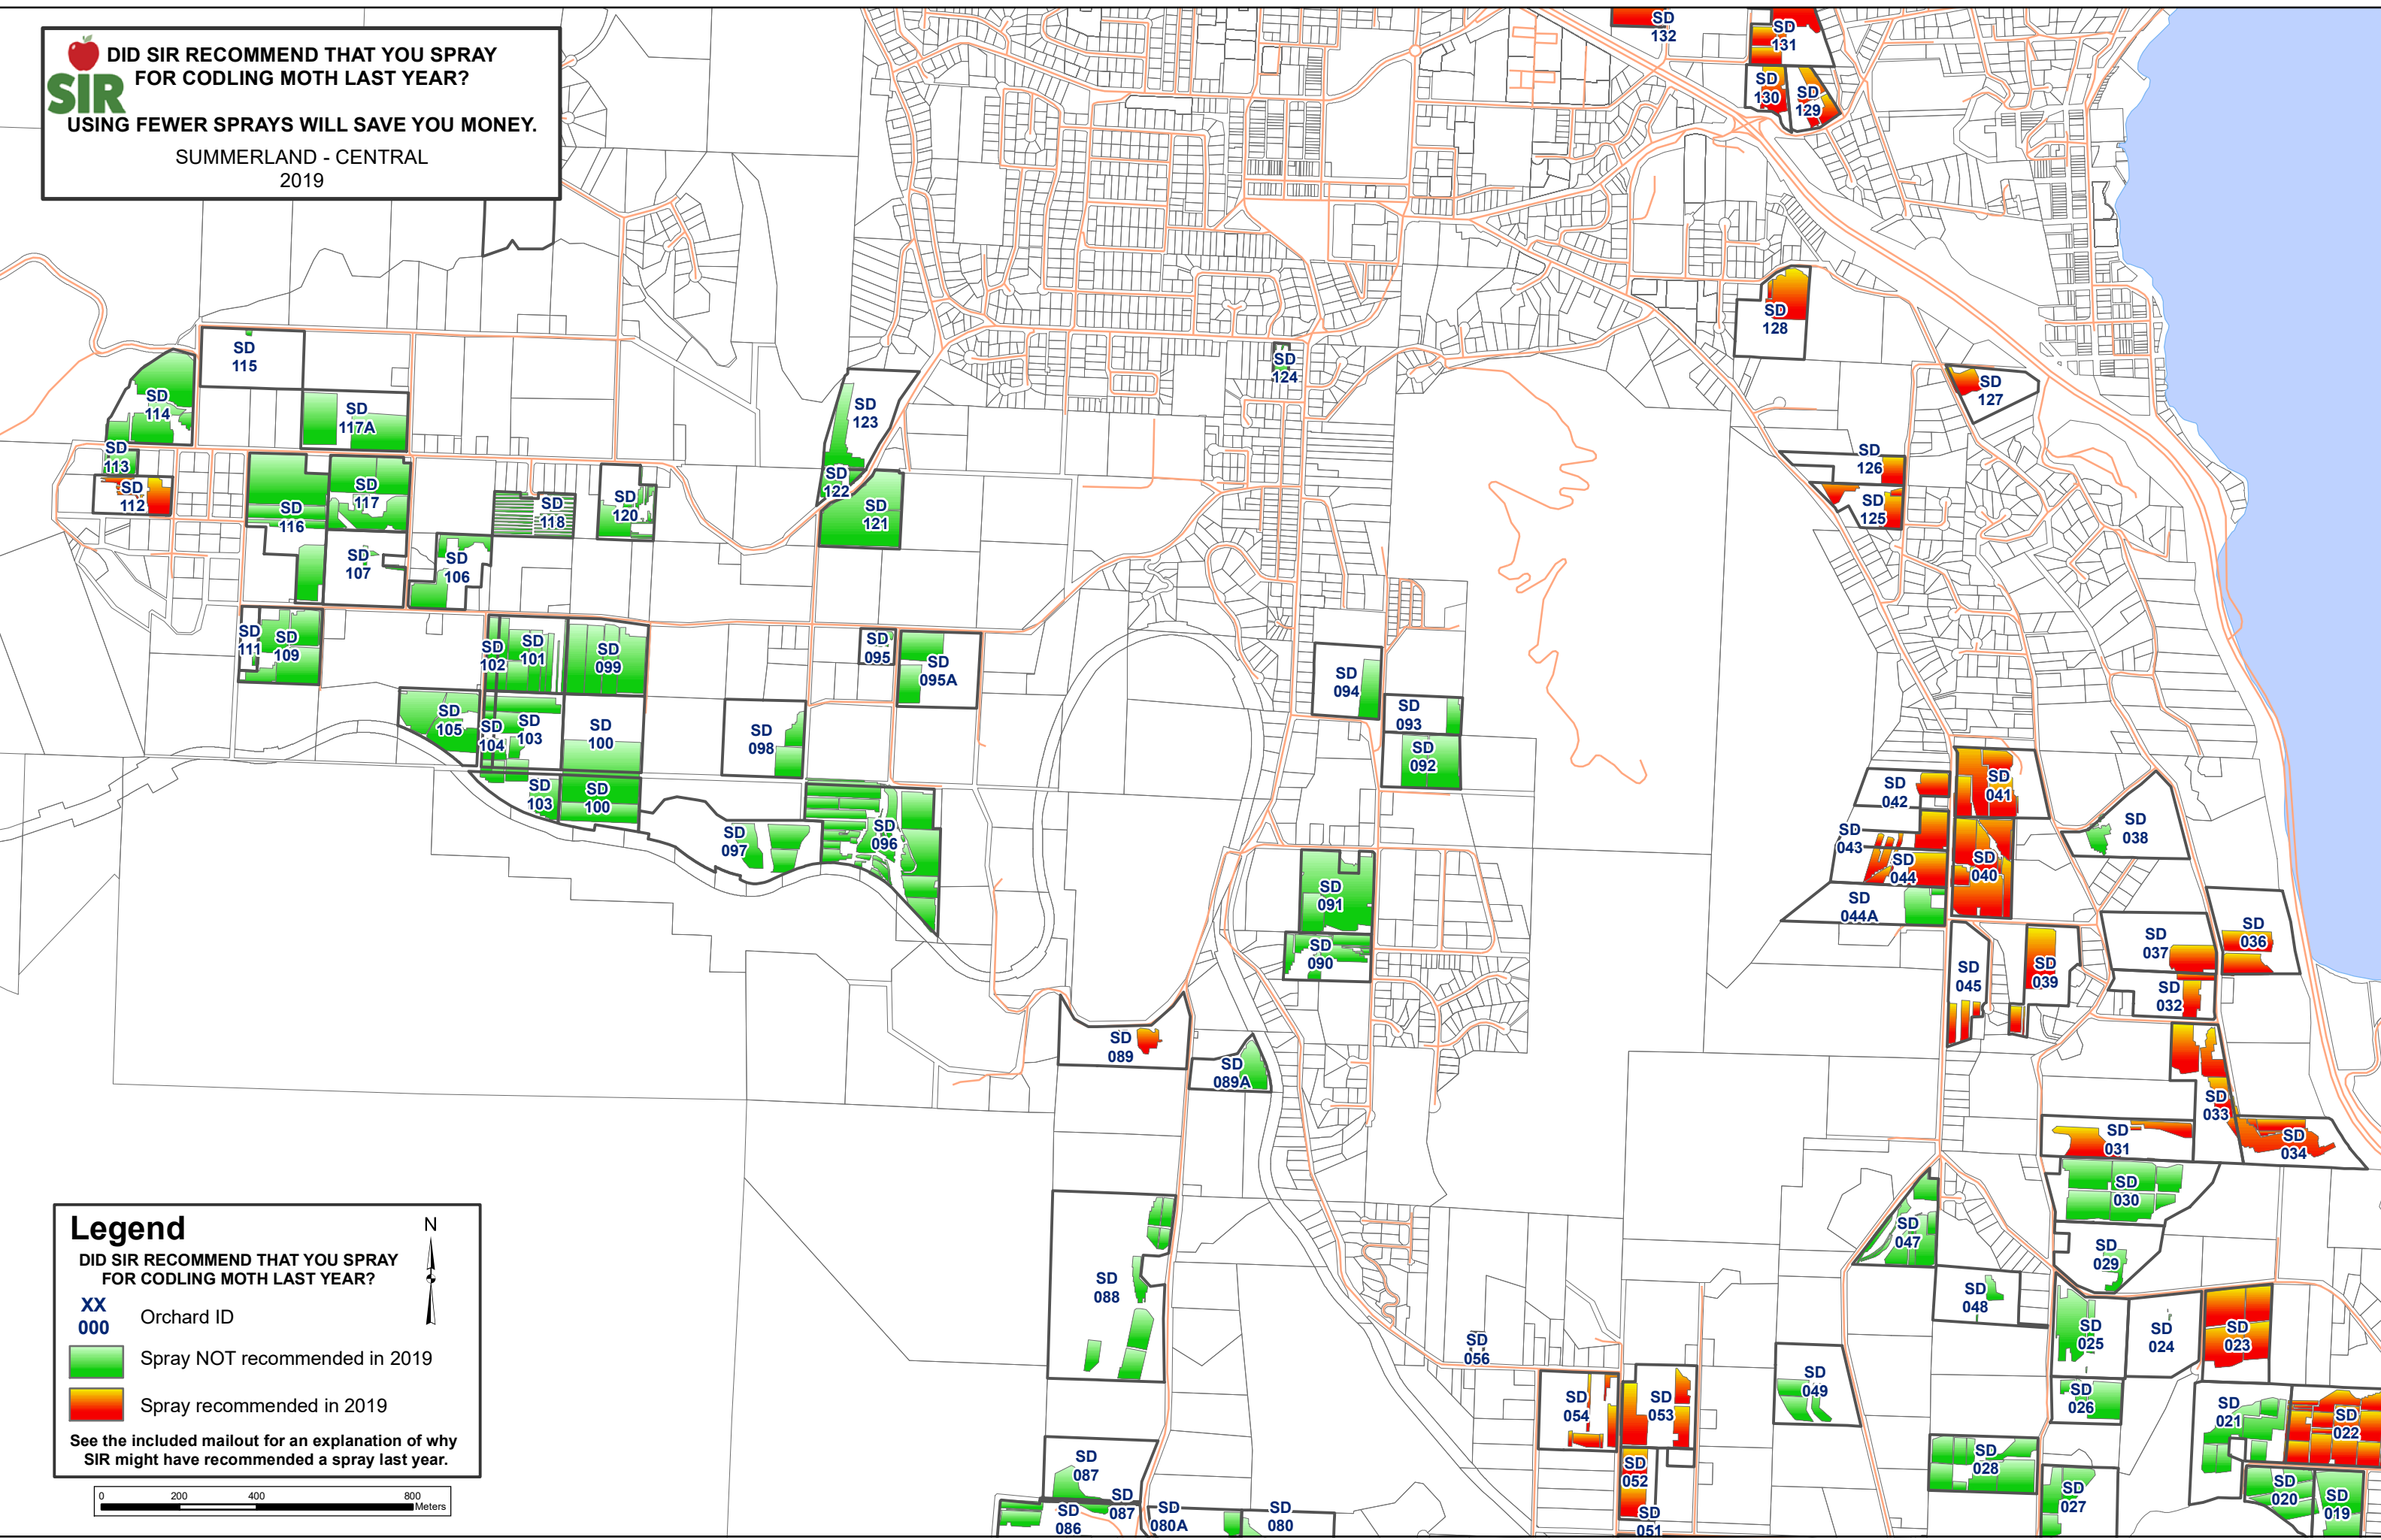 DID SIR RECOMMEND THAT YOU SPRAY
FOR CODLING MOTH LAST YEAR?
SIR
USING FEWER SPRAYS WILL SAVE YOU MONEY.
SUMMERLAND - CENTRAL
2019
SD
132
SD
131
SD
130
SD
129
SD
128
SD
127
SD
126
SD
125
SD
124
SD
123
SD
122
SD
121
SD
115
SD
114
SD
117A
SD
113
SD
112
SD
116
SD
117
SD
118
SD
120
SD
107
SD
106
SD
111
SD
109
SD
102
SD
101
SD
099
SD
095
SD
095A
SD
094
SD
093
SD
092
SD
105
SD
104
SD
103
SD
100
SD
098
SD
103
SD
100
SD
097
SD
096
SD
091
SD
090
SD
042
SD
041
SD
043
SD
044
SD
040
SD
038
SD
044A
SD
045
SD
039
SD
037
SD
036
SD
032
SD
089
SD
089A
SD
033
SD
031
SD
034
SD
030
SD
047
SD
029
SD
048
SD
088
SD
056
SD
025
SD
024
SD
023
SD
054
SD
053
SD
049
SD
026
SD
021
SD
022
SD
052
SD
051
SD
028
SD
027
SD
020
SD
019
SD
087
SD
087
SD
086
SD
080A
SD
080
Legend
N
DID SIR RECOMMEND THAT YOU SPRAY
FOR CODLING MOTH LAST YEAR?
XX
000
Orchard ID
Spray NOT recommended in 2019
Spray recommended in 2019
See the included mailout for an explanation of why
SIR might have recommended a spray last year.
0 200 400 800
Meters